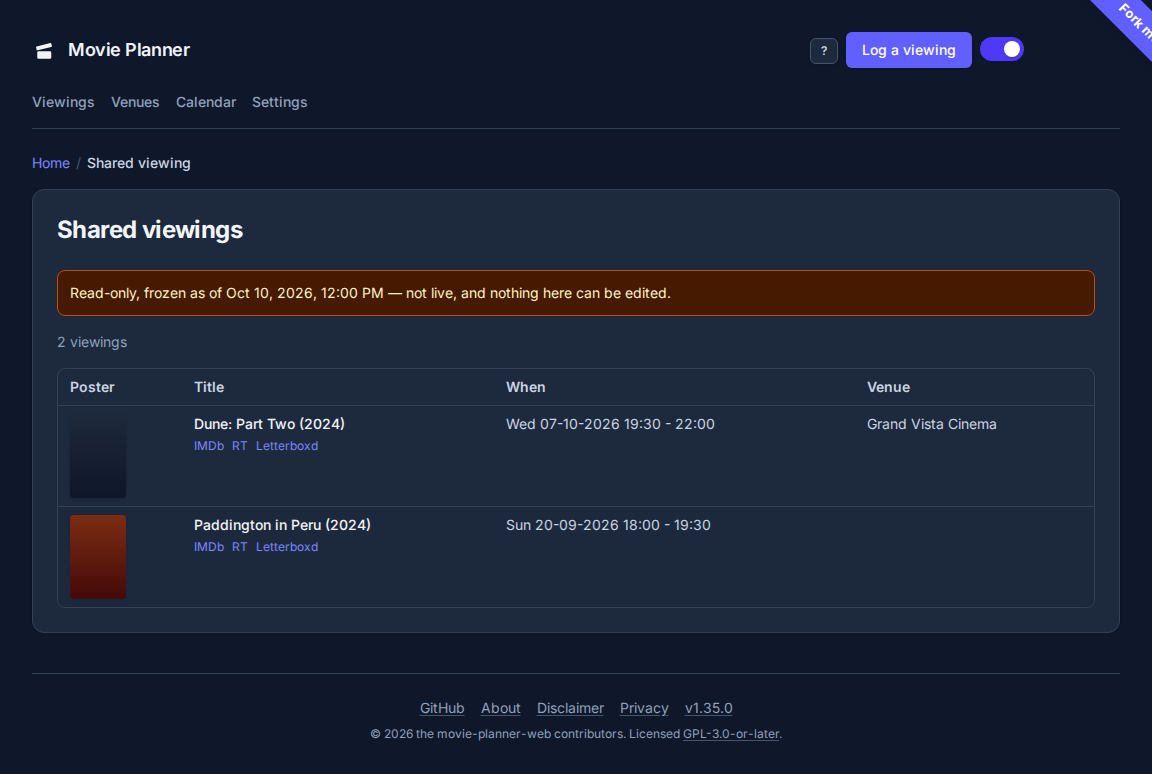 Movie Planner
?
Log a viewing
Fork m
Viewings Venues Calendar Settings
Home / Shared viewing
Shared viewings
Read-only, frozen as of Oct 10, 2026, 12:00 PM — not live, and nothing here can be edited.
2 viewings
Poster Title When Venue
Dune: Part Two (2024) Wed 07-10-2026 19:30 - 22:00 Grand Vista Cinema
IMDb RT Letterboxd
Paddington in Peru (2024) Sun 20-09-2026 18:00 - 19:30
IMDb RT Letterboxd
GitHub About Disclaimer Privacy v1.35.0
© 2026 the movie-planner-web contributors. Licensed GPL-3.0-or-later.